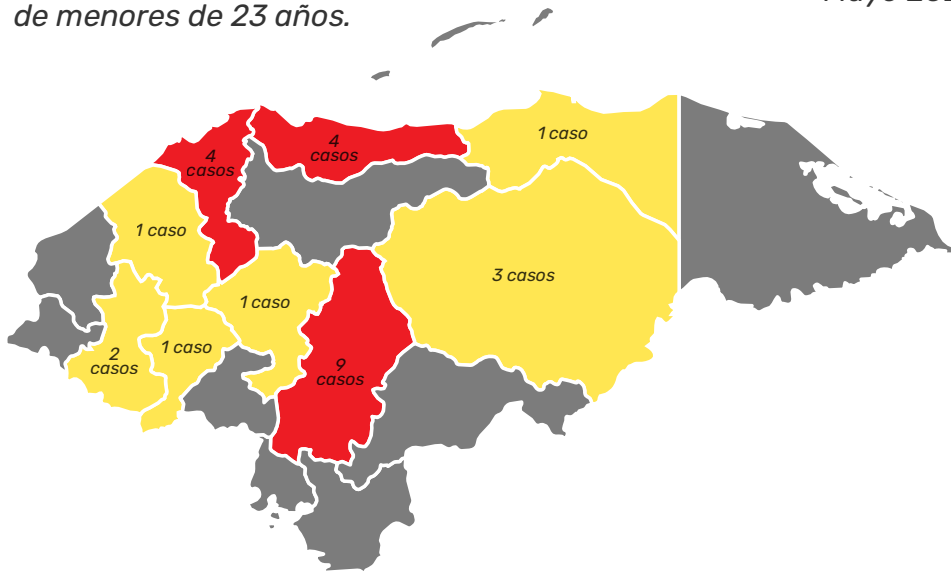 de menores de 23 años.
1 caso
4
casos
4
casos
1 caso
3 casos
1 caso
2
casos
1 caso
9
casos